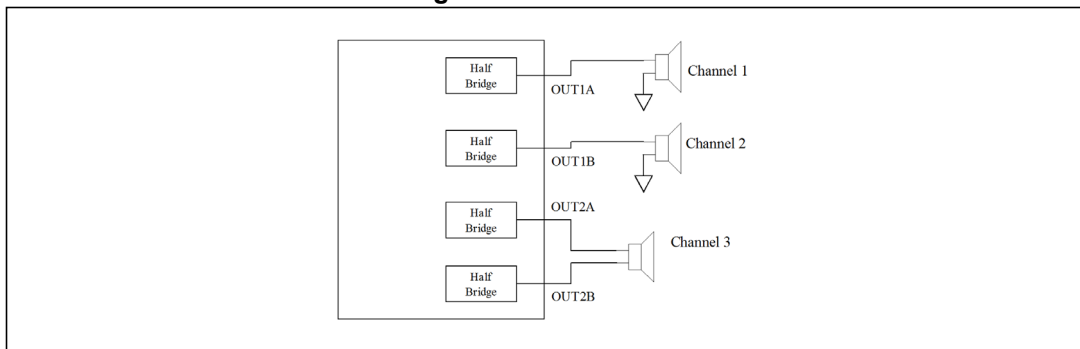 Half
Bridge
OUT1A
Channel 1
Half
Bridge
OUT1B
Channel 2
OUT2A
Half
Bridge
Channel 3
Half
Bridge
OUT2B